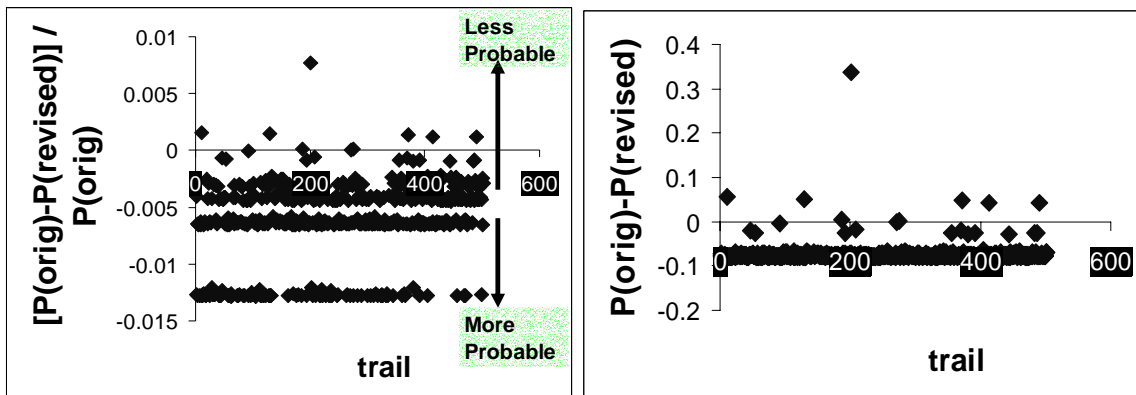 [P(orig)-P(revised)] /
P(orig)
0.01
0.005
0
-0.005
-0.01
-0.015
0
200
400
600
trail
Less
Probable
More
Probable
P(orig)-P(revised)
0.4
0.3
0.2
0.1
0
-0.1
-0.2
0
200
400
600
trail